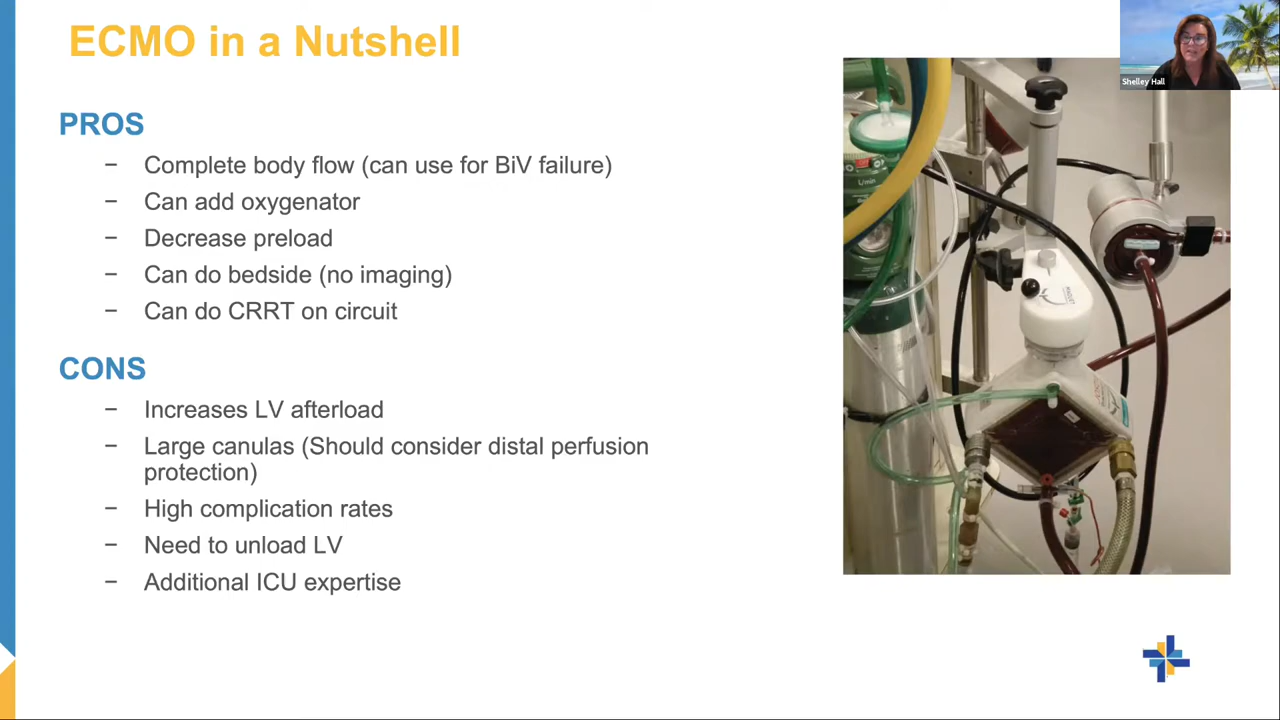 ECMO in a Nutshell
Shelley Hall
PROS
− Complete body flow (can use for BiV failure)
− Can add oxygenator
− Decrease preload
− Can do bedside (no imaging)
− Can do CRRT on circuit
CONS
− Increases LV afterload
− Large canulas (Should consider distal perfusion
protection)
− High complication rates
− Need to unload LV
− Additional ICU expertise
L/min